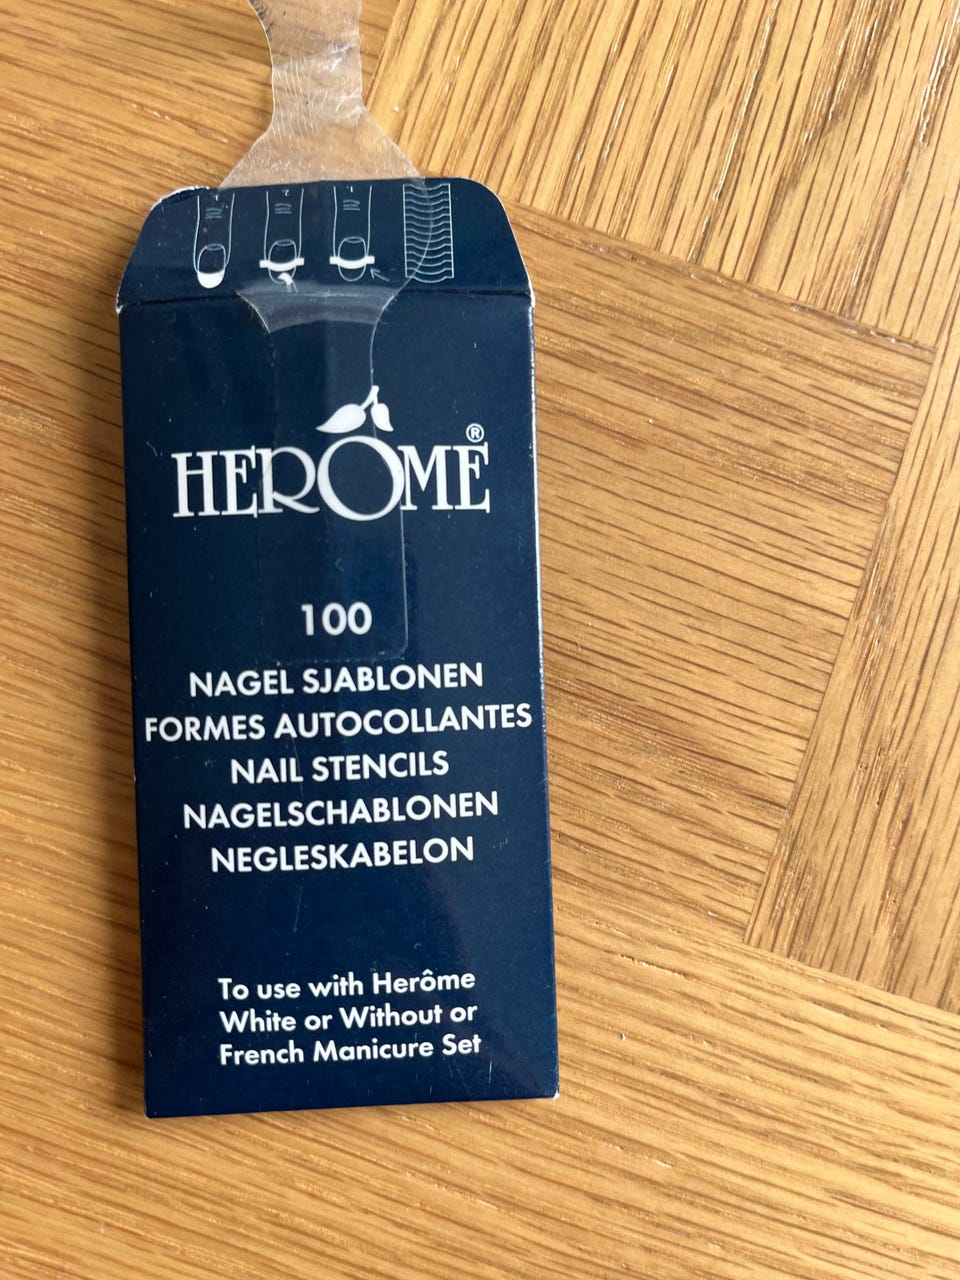 HERÔME®
100
NAGEL SJABLONEN
FORMES AUTOCOLLANTES
NAIL STENCILS
NAGELSCHABLONEN
NEGLESKABELON
To use with Herôme
White or Without or
French Manicure Set